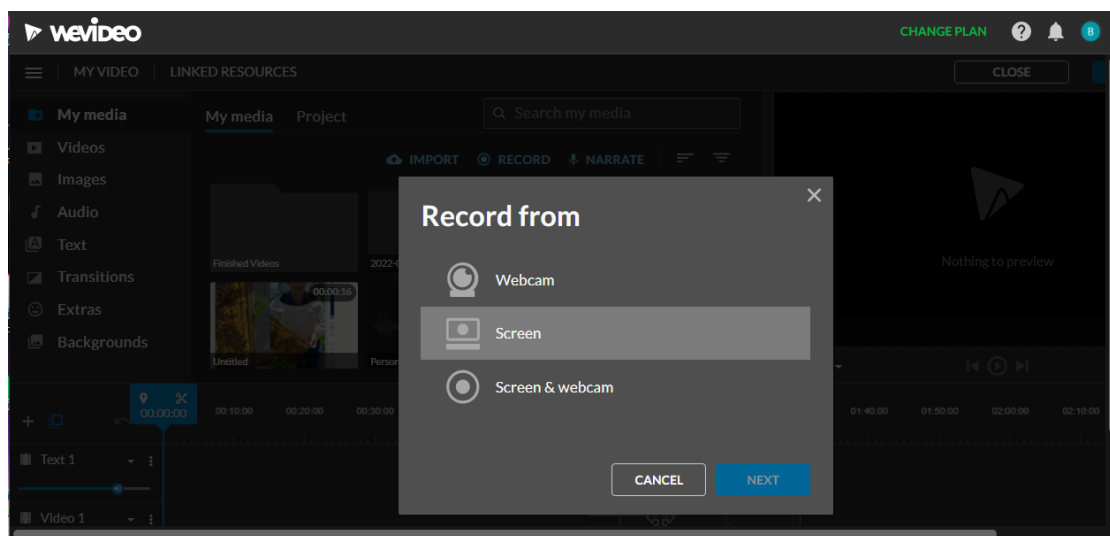 WEVIDEO
CHANGE PLAN
?
B
MY VIDEO
LINKED RESOURCES
CLOSE
My media
Videos
Images
Audio
Text
Transitions
Extras
Backgrounds
My media Project
Search my media
IMPORT RECORD NARRATE
Finished Videos
00:00:16
Untitled
Nothing to preview
Record from
Webcam
Screen
Screen & webcam
CANCEL
NEXT
00:00:00 00:10:00 00:20:00 00:30:00 01:40:00 01:50:00 02:00:00 02:10:00
Text 1
Video 1